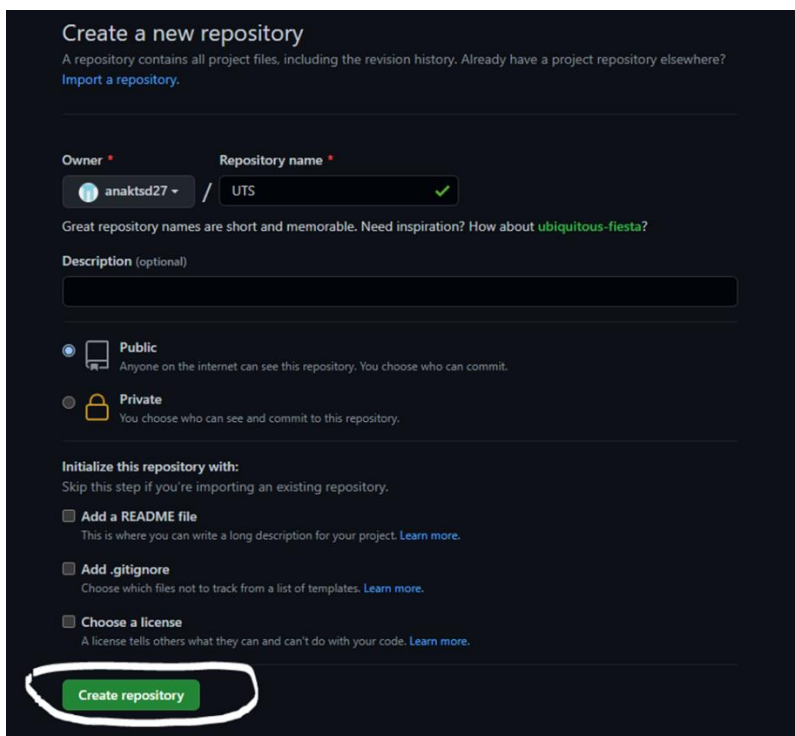 Create a new repository
A repository contains all project files, including the revision history. Already have a project repository elsewhere?
Import a repository.
Owner * Repository name *
anaktsd27 / UTS
Great repository names are short and memorable. Need inspiration? How about ubiquitous-fiesta?
Description (optional)
Public
Anyone on the internet can see this repository. You choose who can commit.
Private
You choose who can see and commit to this repository.
Initialize this repository with:
Skip this step if you're importing an existing repository.
Add a README file
This is where you can write a long description for your project. Learn more.
Add .gitignore
Choose which files not to track from a list of templates. Learn more.
Choose a license
A license tells others what they can and can't do with your code. Learn more.
Create repository